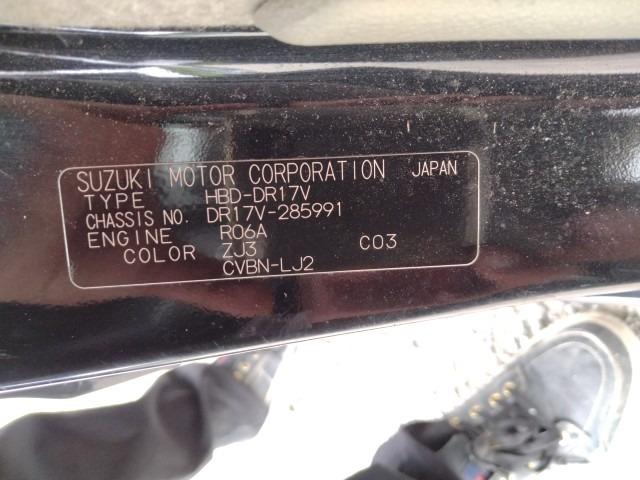 SUZUKI MOTOR CORPORATION JAPAN
TYPE HBD-DR17V
CHASSIS NO. DR17V-285991
ENGINE R06A
COLOR ZJ3 C03
CVBN-LJ2